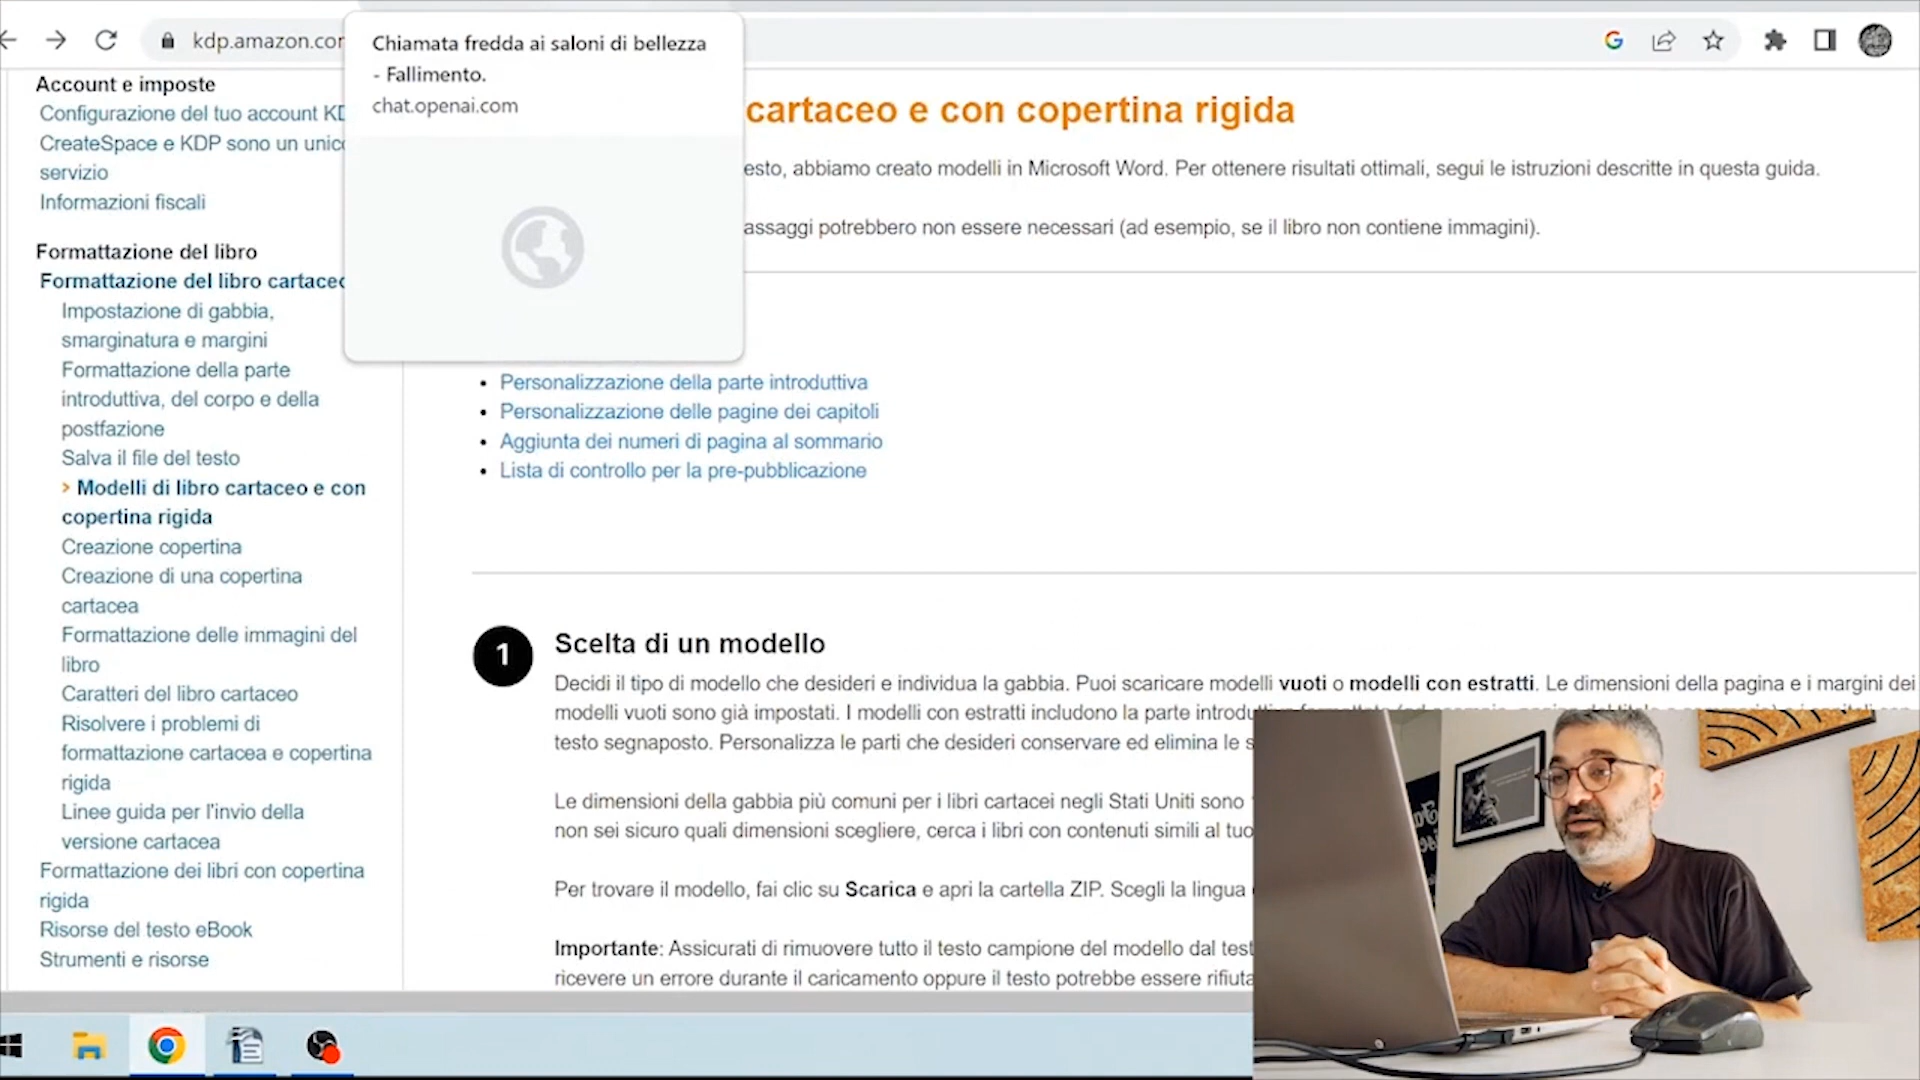 kdp.amazon.cor
Chiamata fredda ai saloni di bellezza
- Fallimento.
chat.openai.com
Account e imposte
Configurazione del tuo account KD
CreateSpace e KDP sono un unico
servizio
Informazioni fiscali
Formattazione del libro
Formattazione del libro cartaceo
Impostazione di gabbia,
smarginatura e margini
Formattazione della parte
introduttiva, del corpo e della
postfazione
Salva il file del testo
> Modelli di libro cartaceo e con
copertina rigida
Creazione copertina
Creazione di una copertina
cartacea
Formattazione delle immagini del
libro
Caratteri del libro cartaceo
Risolvere i problemi di
formattazione cartacea e copertina
rigida
Linee guida per l'invio della
versione cartacea
Formattazione dei libri con copertina
rigida
Risorse del testo eBook
Strumenti e risorse
cartaceo e con copertina rigida
esto, abbiamo creato modelli in Microsoft Word. Per ottenere risultati ottimali, segui le istruzioni descritte in questa guida.
assaggi potrebbero non essere necessari (ad esempio, se il libro non contiene immagini).
• Personalizzazione della parte introduttiva
• Personalizzazione delle pagine dei capitoli
• Aggiunta dei numeri di pagina al sommario
• Lista di controllo per la pre-pubblicazione
1
Scelta di un modello
Decidi il tipo di modello che desideri e individua la gabbia. Puoi scaricare modelli vuoti o modelli con estratti. Le dimensioni della pagina e i margini dei
modelli vuoti sono già impostati. I modelli con estratti includono la parte
testo segnaposto. Personalizza le parti che desideri conservare ed elimina le s
Le dimensioni della gabbia più comuni per i libri cartacei negli Stati Uniti sono
non sei sicuro quali dimensioni scegliere, cerca i libri con contenuti simili al tuo
Per trovare il modello, fai clic su Scarica e apri la cartella ZIP. Scegli la lingua
Importante: Assicurati di rimuovere tutto il testo campione del modello dal test
ricevere un errore durante il caricamento oppure il testo potrebbe essere rifiuta